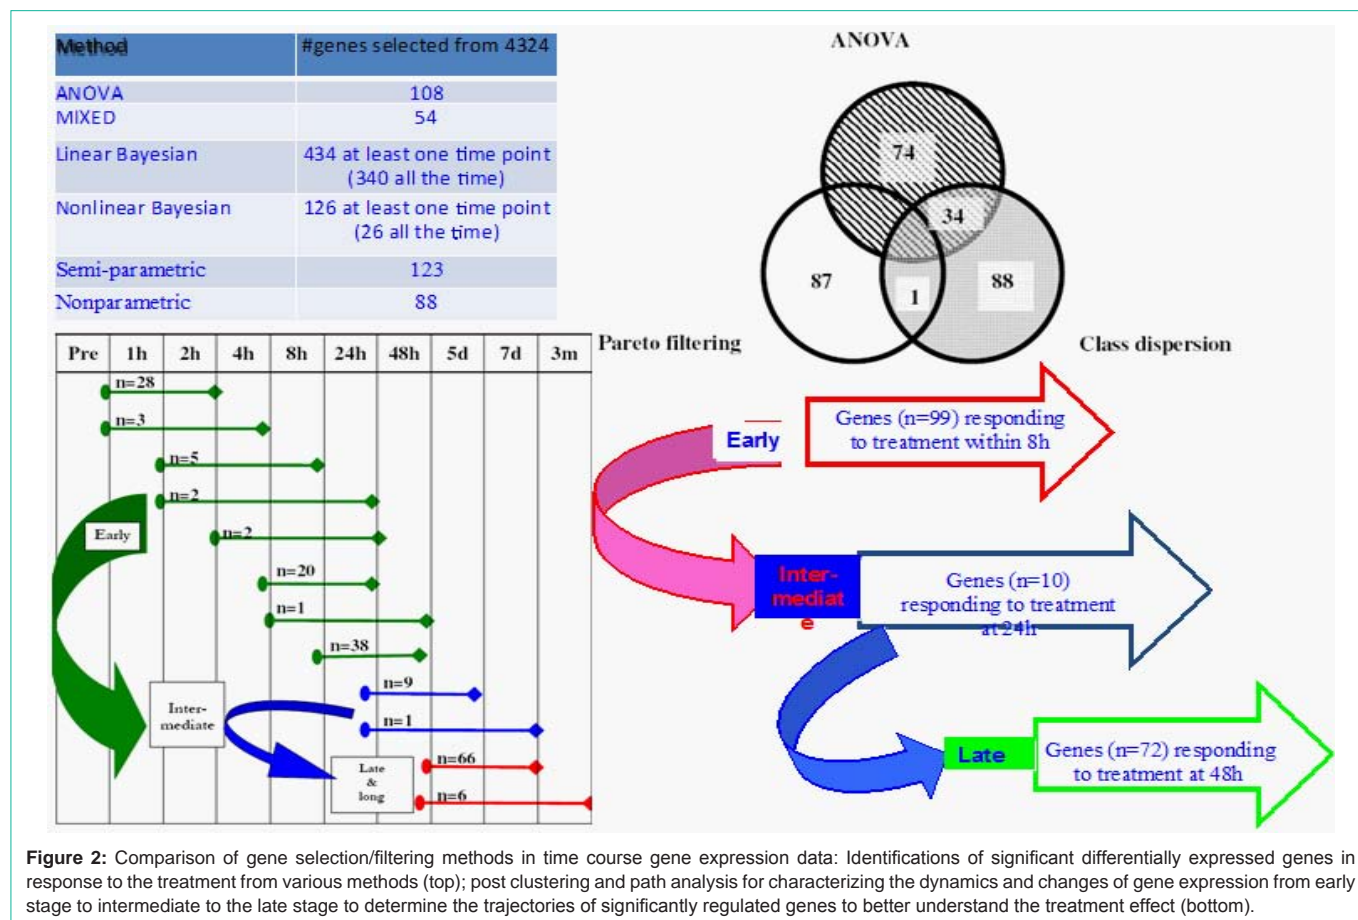 Method
#genes selected from 4324
ANOVA
108
MIXED
54
Linear Bayesian
434 at least one time point
(340 all the time)
Nonlinear Bayesian
126 at least one time point
(26 all the time)
Semi-parametric
123
Nonparametric
88
ANOVA
74
34
87
1
88
Pareto filtering
Class dispersion
Pre 1h 2h 4h 8h 24h 48h 5d 7d 3m
n=28
n=3
n=5
n=2
Early
n=2
n=20
n=1
n=38
n=9
Inter-
mediate
n=1
n=66
Late
&
long
n=6
Early
Genes (n=99) responding
to treatment within 8h
Inter-
mediat
e
Genes (n=10)
responding to treatment
at 24h
Late
Genes (n=72) responding
to treatment at 48h
Figure 2: Comparison of gene selection/filtering methods in time course gene expression data: Identifications of significant differentially expressed genes in
response to the treatment from various methods (top); post clustering and path analysis for characterizing the dynamics and changes of gene expression from early
stage to intermediate to the late stage to determine the trajectories of significantly regulated genes to better understand the treatment effect (bottom).